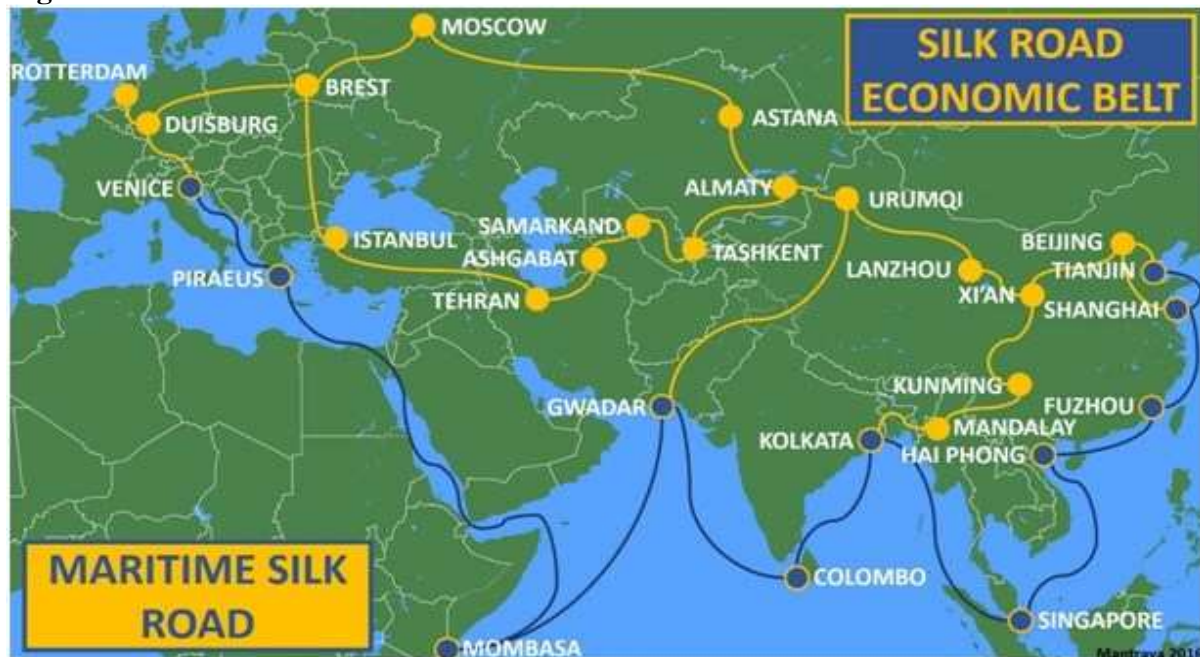 MOSCOW
SILK ROAD
ECONOMIC BELT
ROTTERDAM
BREST
DUISBURG
ASTANA
VENICE
ALMATY
URUMQI
SAMARKAND
ISTANBUL
ASHGABAT
TASHKENT
BEIJING
LANZHOU
TIANJIN
PIRAEUS
TEHRAN
XI'AN
SHANGHAI
KUNMING
GWADAR
FUZHOU
MANDALAY
KOLKATA
HAI PHONG
MARITIME SILK
ROAD
COLOMBO
SINGAPORE
MOMBASA